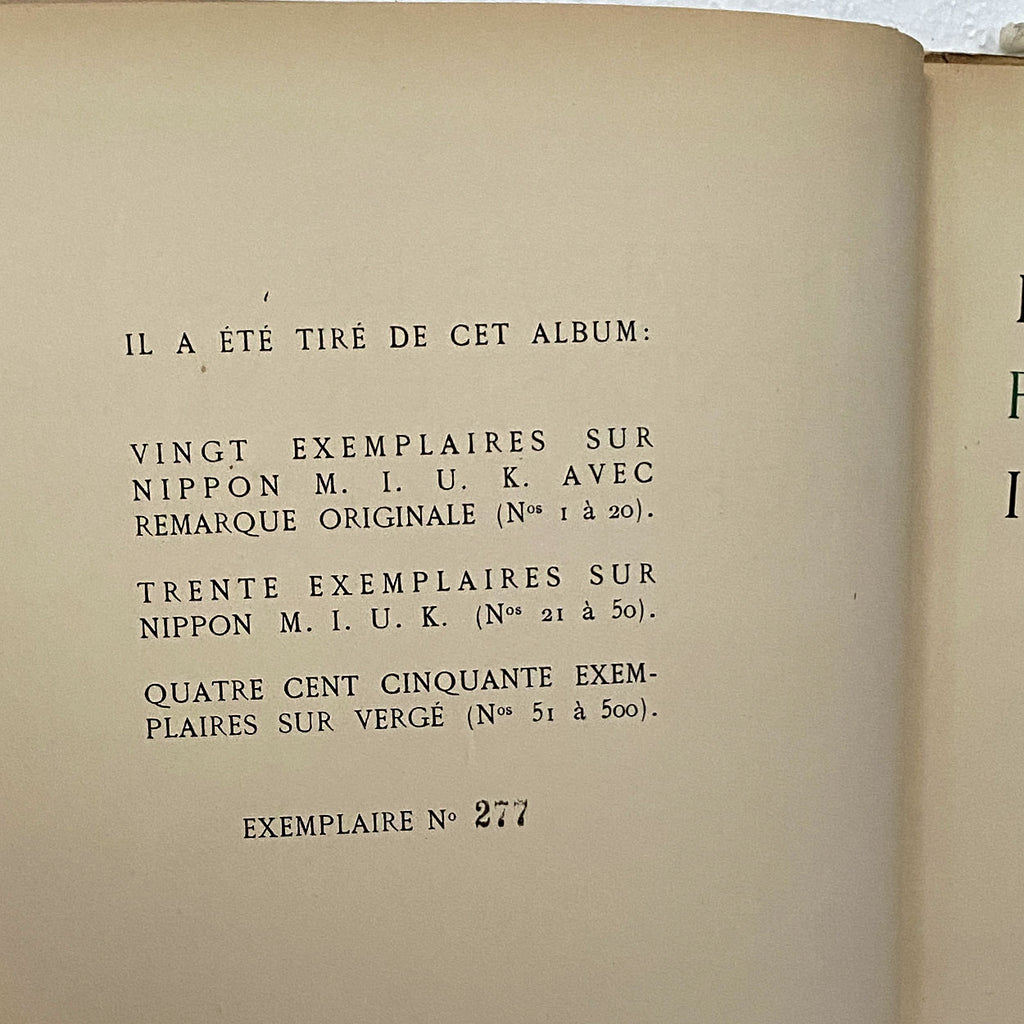 IL A ÉTÉ TIRÉ DE CET ALBUM:
VINGT EXEMPLAIRES SUR
NIPPON M. I. U. K. AVEC
REMARQUE ORIGINALE (Nos 1 à 20).
TRENTE EXEMPLAIRES SUR
NIPPON M. I. U. K. (Nos 21 à 50).
QUATRE CENT CINQUANTE EXEM-
PLAIRES SUR VERGÉ (Nos 51 à 500).
EXEMPLAIRE No 277